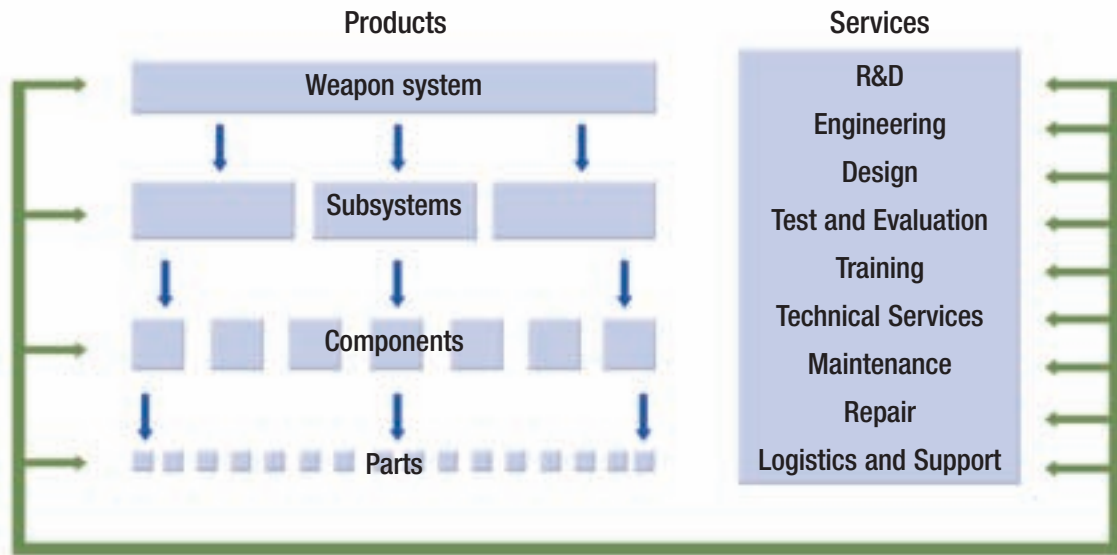 Products
Weapon system
Subsystems
Components
Parts
Services
R&D
Engineering
Design
Test and Evaluation
Training
Technical Services
Maintenance
Repair
Logistics and Support